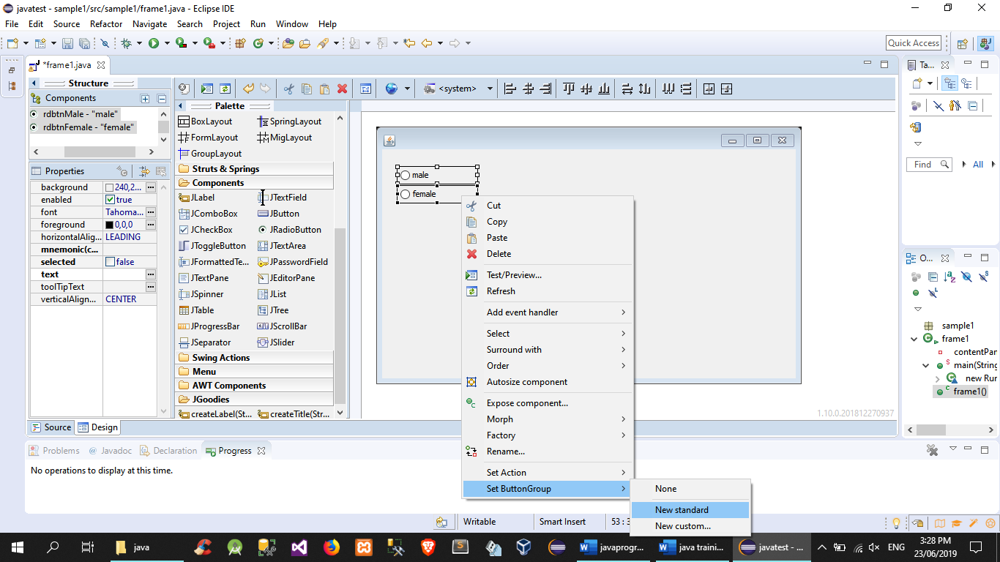 javatest - sample1/src/sample1/frame1.java - Eclipse IDE
File Edit Source Refactor Navigate Search Project Run Window Help
Quick Access
*frame1.java
Structure
Components
rdbtnMale - "male"
rdbtnFemale - "female"
Properties
background 240,2...
enabled true
font Tahoma...
foreground 0,0,0
horizontalAlig... LEADING
mnemonic(c...
selected false
text
toolTipText
verticalAlign... CENTER
<system>
Palette
BoxLayout SpringLayout
FormLayout MigLayout
GroupLayout
Struts & Springs
Components
JLabel JTextField
JComboBox JButton
JCheckBox JRadioButton
JToggleButton JTextArea
JFormattedTe... JPasswordField
JTextPane JEditorPane
JSpinner JList
JTable JTree
JProgressBar JScrollBar
JSeparator JSlider
Swing Actions
Menu
AWT Components
JGoodies
createLabel(St... createTitle(Str...
male
female
Cut
Copy
Paste
Delete
Test/Preview...
Refresh
Add event handler
Select
Surround with
Order
Autosize component
Expose component...
Morph
Factory
Rename...
Set Action
Set ButtonGroup
None
New standard
New custom...
1.10.0.201812270937
Ta...
Find All
O...
sample1
frame1
contentPan
main(String
new Run
frame1()
Source Design
Problems Javadoc Declaration Progress
No operations to display at this time.
Writable Smart Insert 53 : 3
java
javaprogr...
java traini...
javatest - ...
ENG
3:28 PM
23/06/2019